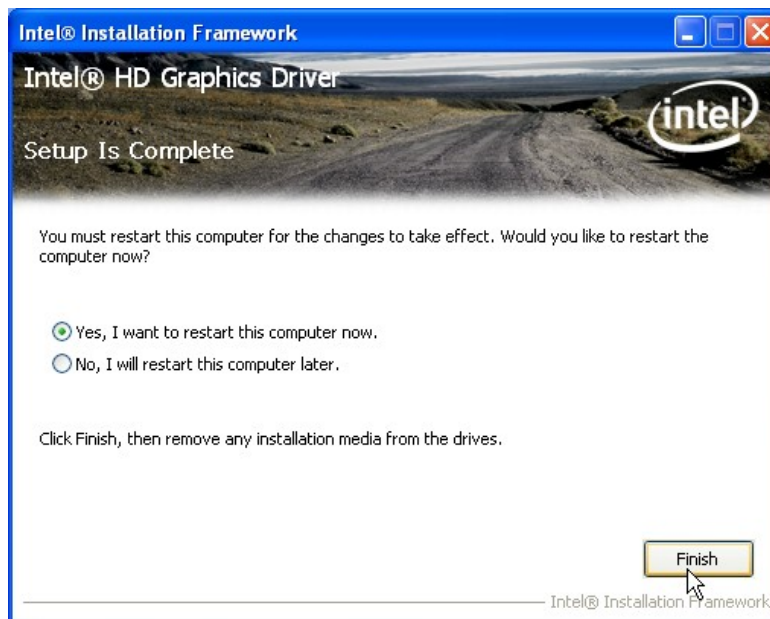 Intel® Installation Framework
Intel® HD Graphics Driver
intel
Setup Is Complete
You must restart this computer for the changes to take effect. Would you like to restart the
computer now?
Yes, I want to restart this computer now.
No, I will restart this computer later.
Click Finish, then remove any installation media from the drives.
Finish
Intel® Installation Framework